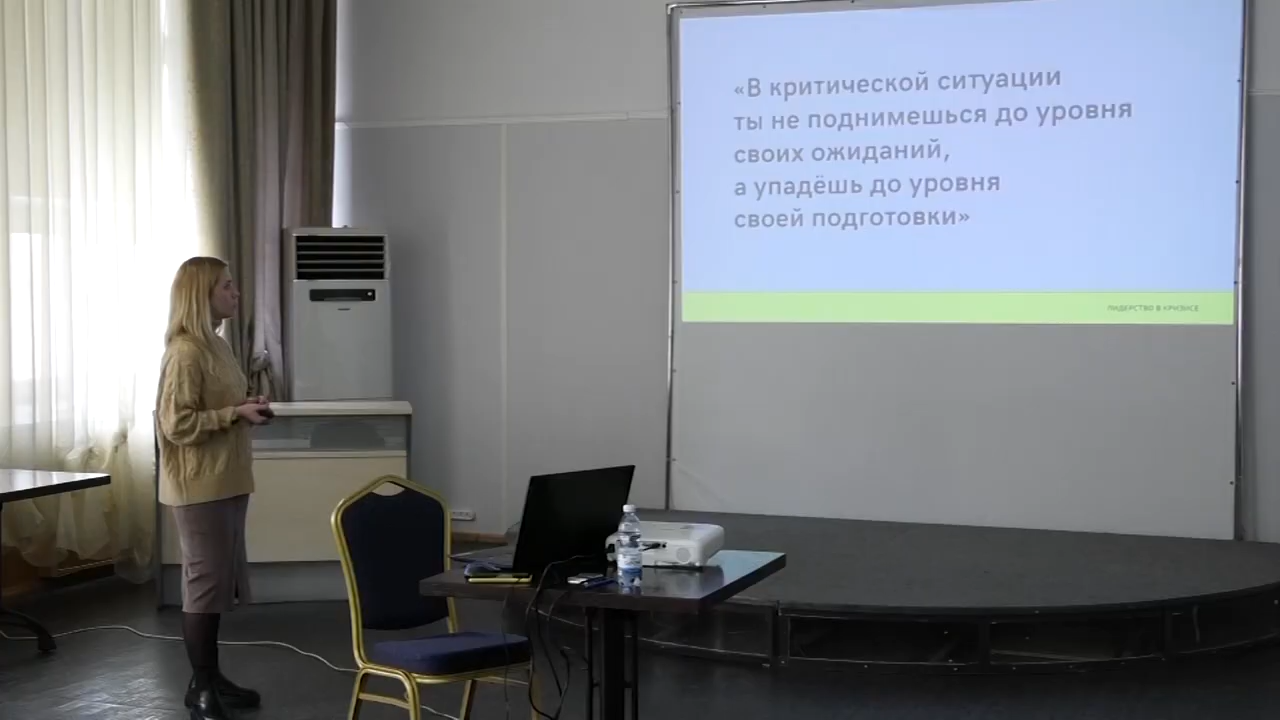 «В критической ситуации
ты не поднимешься до уровня
своих ожиданий,
а упадёшь до уровня
своей подготовки»
ЛИДЕРСТВО В КРИЗИСЕ